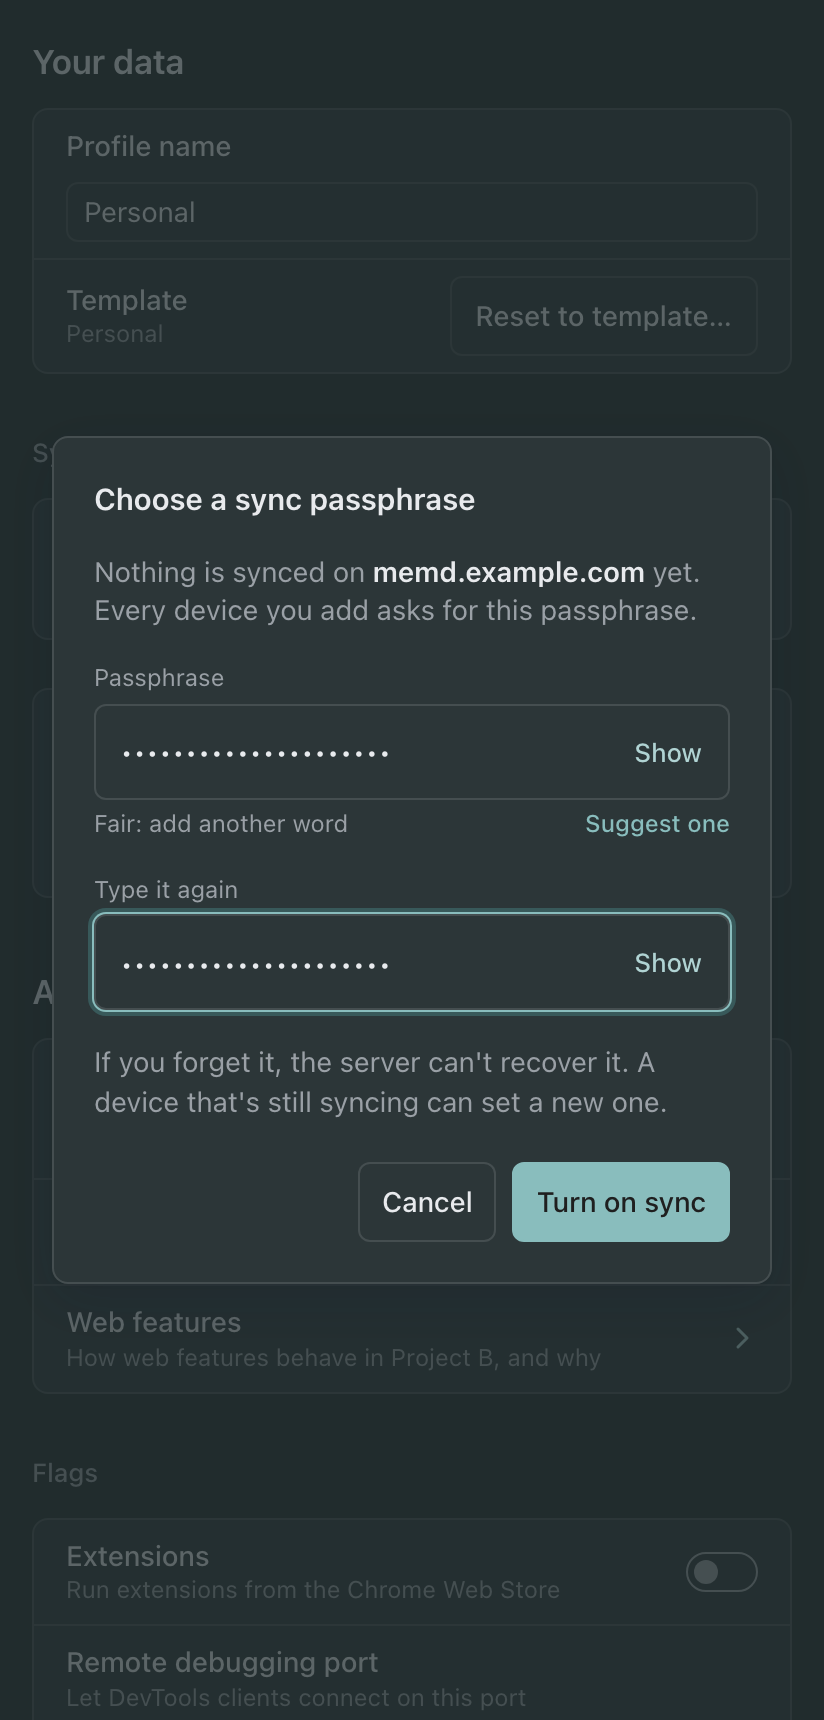 Your data
Profile name
Personal
Template
Personal
Reset to template...
Choose a sync passphrase
Nothing is synced on memd.example.com yet.
Every device you add asks for this passphrase.
Passphrase
•••••••••••••••••••••
Show
Fair: add another word
Suggest one
Type it again
•••••••••••••••••••••
Show
If you forget it, the server can't recover it. A
device that's still syncing can set a new one.
Cancel
Turn on sync
Web features
How web features behave in Project B, and why
Flags
Extensions
Run extensions from the Chrome Web Store
Remote debugging port
Let DevTools clients connect on this port